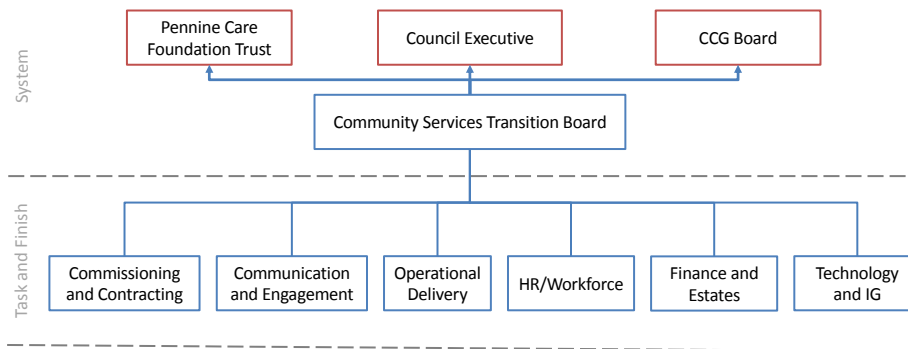 System
Pennine Care
Foundation Trust
Council Executive
CCG Board
Community Services Transition Board
Task and Finish
Commissioning
and Contracting
Communication
and Engagement
Operational
Delivery
HR/Workforce
Finance and
Estates
Technology
and IG